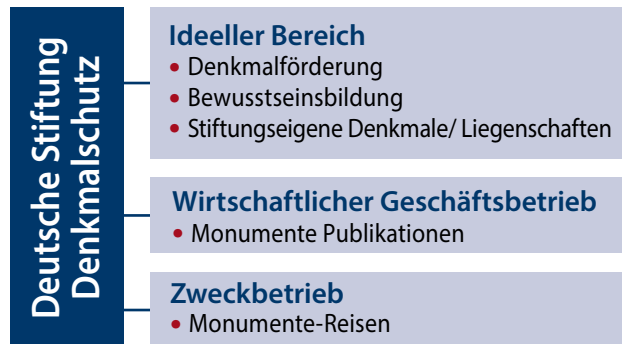 Deutsche Stiftung
Denkmalschutz
Ideeller Bereich
• Denkmalförderung
• Bewusstseinsbildung
• Stiftungseigene Denkmale/ Liegenschaften
Wirtschaftlicher Geschäftsbetrieb
• Monumente Publikationen
Zweckbetrieb
• Monumente-Reisen